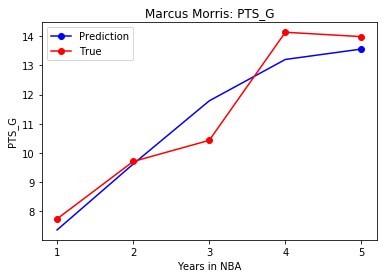 Marcus Morris: PTS_G
Prediction
True
PTS_G
14
13
12
11
10
9
8
1 2 3 4 5
Years in NBA